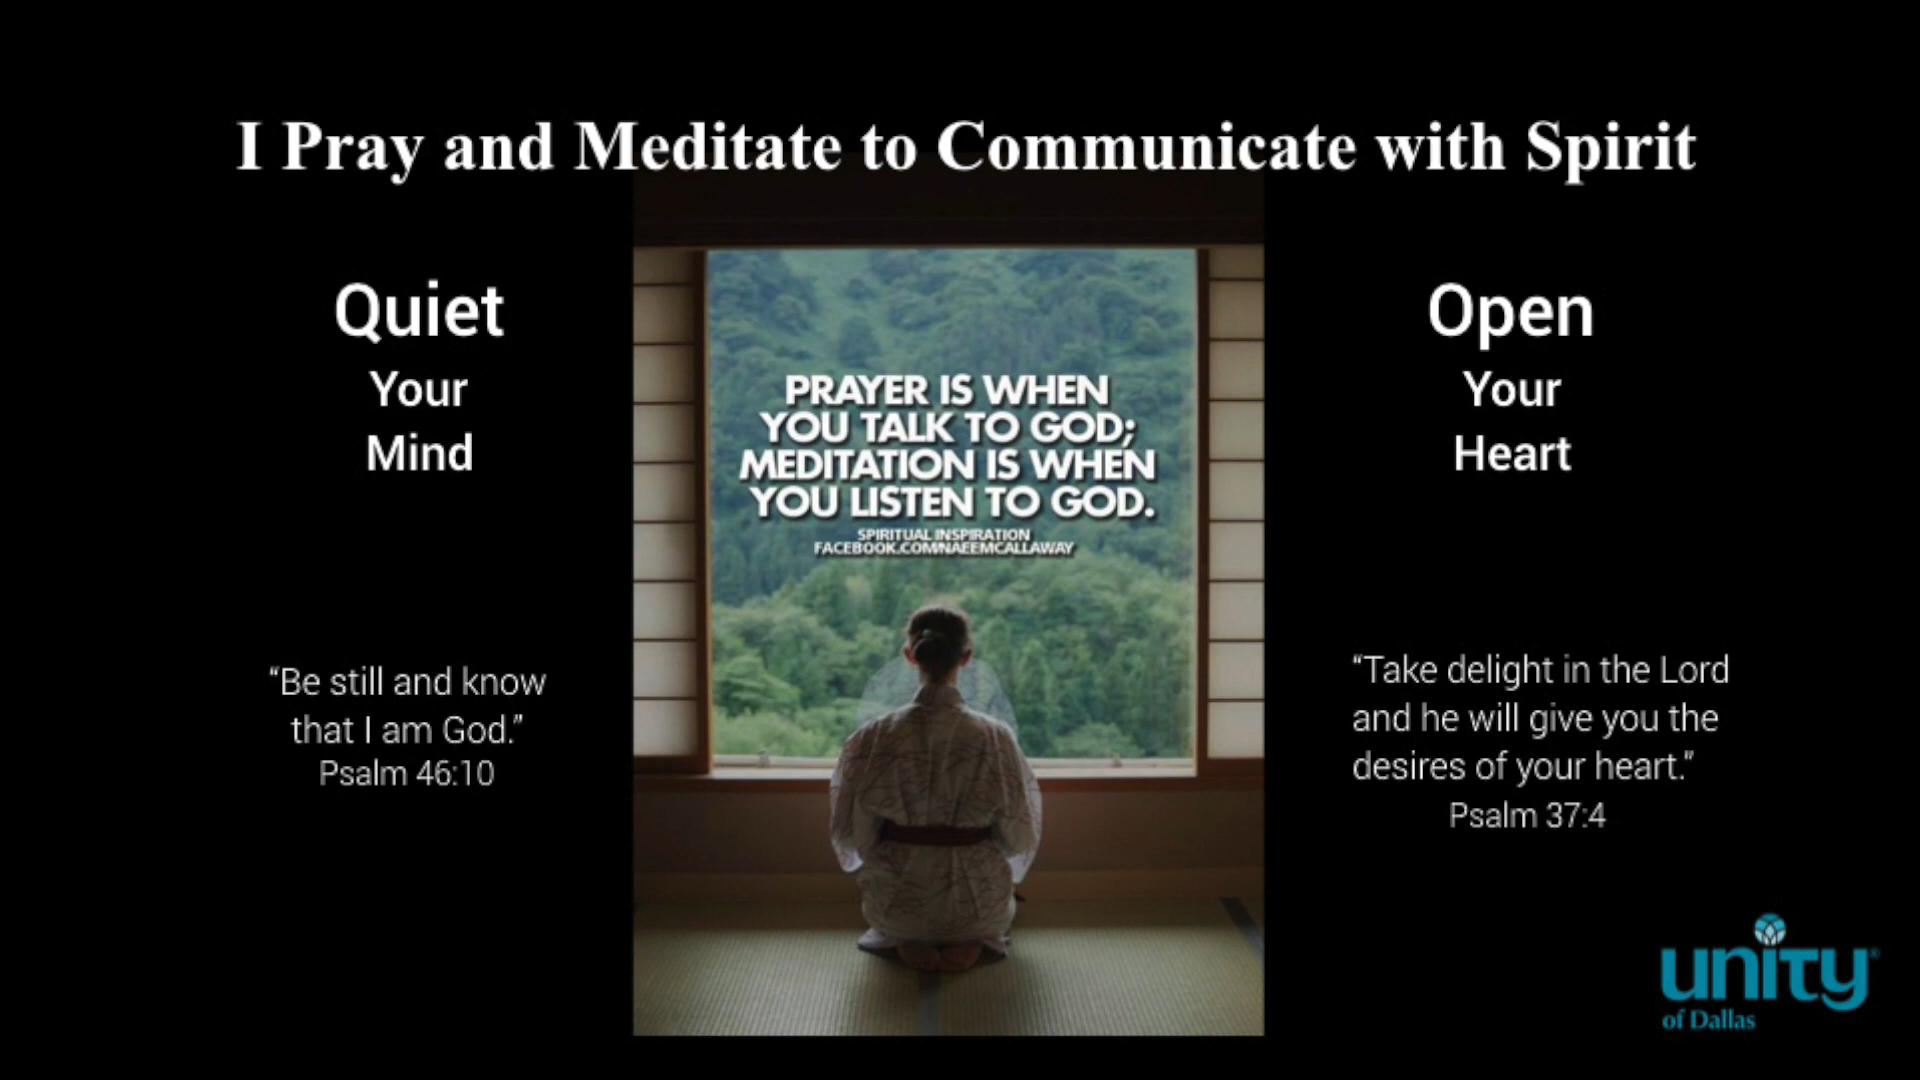 I Pray and Meditate to Communicate with Spirit
Quiet
Your
Mind
"Be still and know
that I am God."
Psalm 46:10
PRAYER IS WHEN
YOU TALK TO GOD;
MEDITATION IS WHEN
YOU LISTEN TO GOD.
SPIRITUAL INSPIRATION
FACEBOOK.COM/NAEEMCALLAWAY
Open
Your
Heart
"Take delight in the Lord
and he will give you the
desires of your heart."
Psalm 37:4
unity®
of Dallas